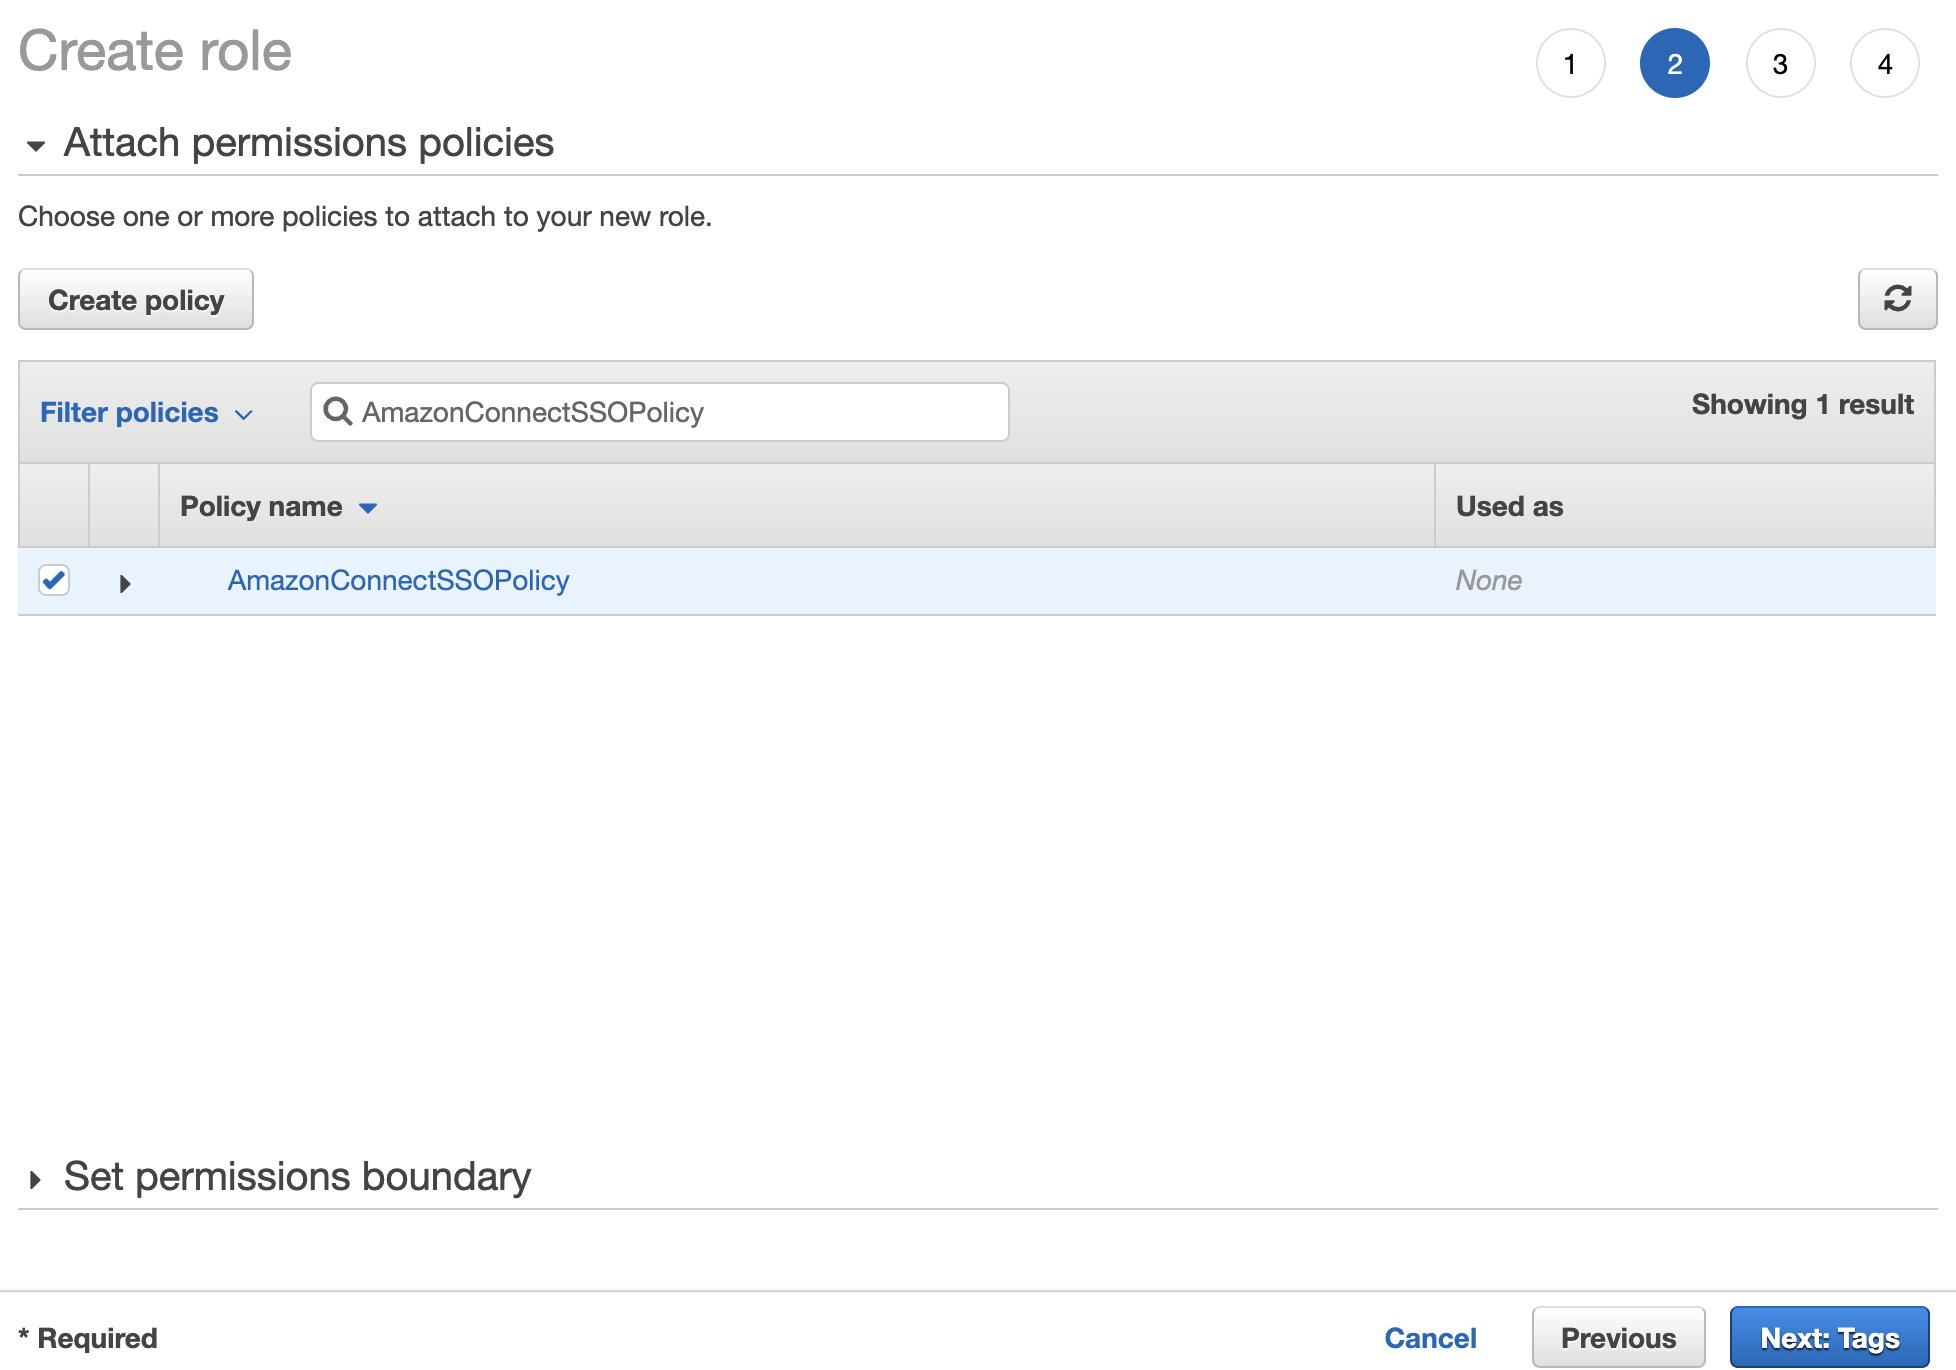 Create role
1 2 3 4
Attach permissions policies
Choose one or more policies to attach to your new role.
Create policy
Filter policies AmazonConnectSSOPolicy Showing 1 result
Policy name Used as
AmazonConnectSSOPolicy None
Set permissions boundary
* Required Cancel Previous Next: Tags